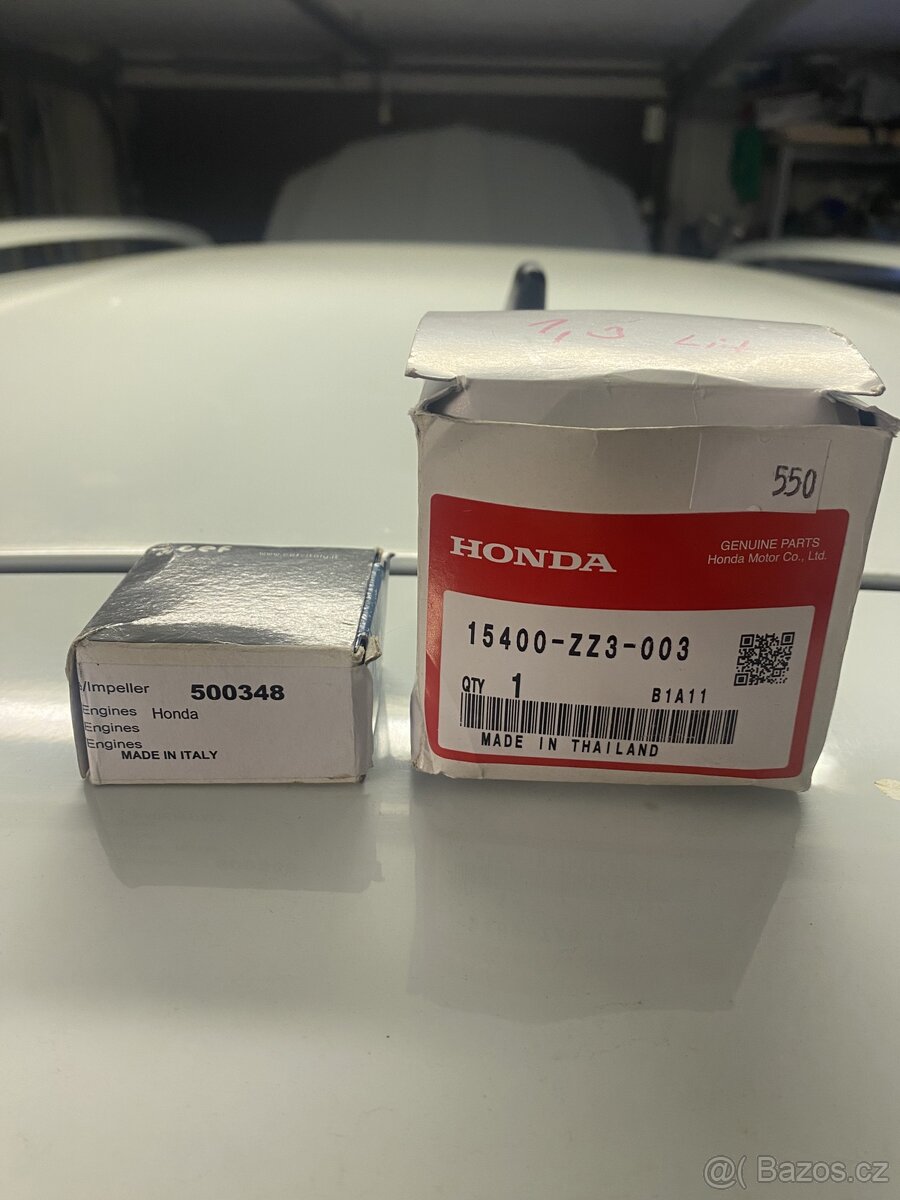 1,3 Lit
550
HONDA
GENUINE PARTS
Honda Motor Co., Ltd.
15400-ZZ3-003
QTY 1
B1A11
MADE IN THAILAND
CEF
/Impeller 500348
Engines Honda
Engines
Engines
MADE IN ITALY
@( Bazos.cz